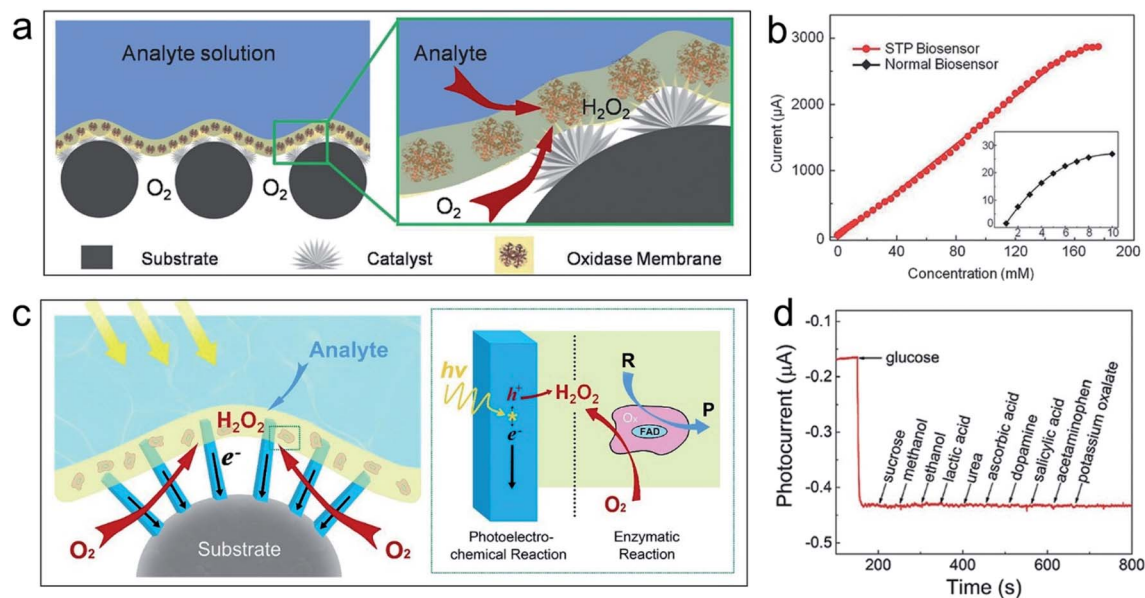 a
Analyte solution
O2
O2
Analyte
H2O2
O2
Substrate
Catalyst
Oxidase Membrane
b
3000
2000
1000
0
Current (µA)
STP Biosensor
Normal Biosensor
30
20
10
2 4 6 8 10
0 40 80 120 160 200
Concentration (mM)
c
Analyte
H2O2
e-
O2
O2
Substrate
hv
h+
e-
H2O2
R
P
FAD
O2
Photoelectro-
chemical Reaction
Enzymatic
Reaction
d
-0.1
-0.2
-0.3
-0.4
-0.5
Photocurrent (µA)
glucose
sucrose
methanol
ethanol
lactic acid
urea
ascorbic acid
dopamine
salicylic acid
acetaminophen
potassium oxalate
200 400 600 800
Time (s)